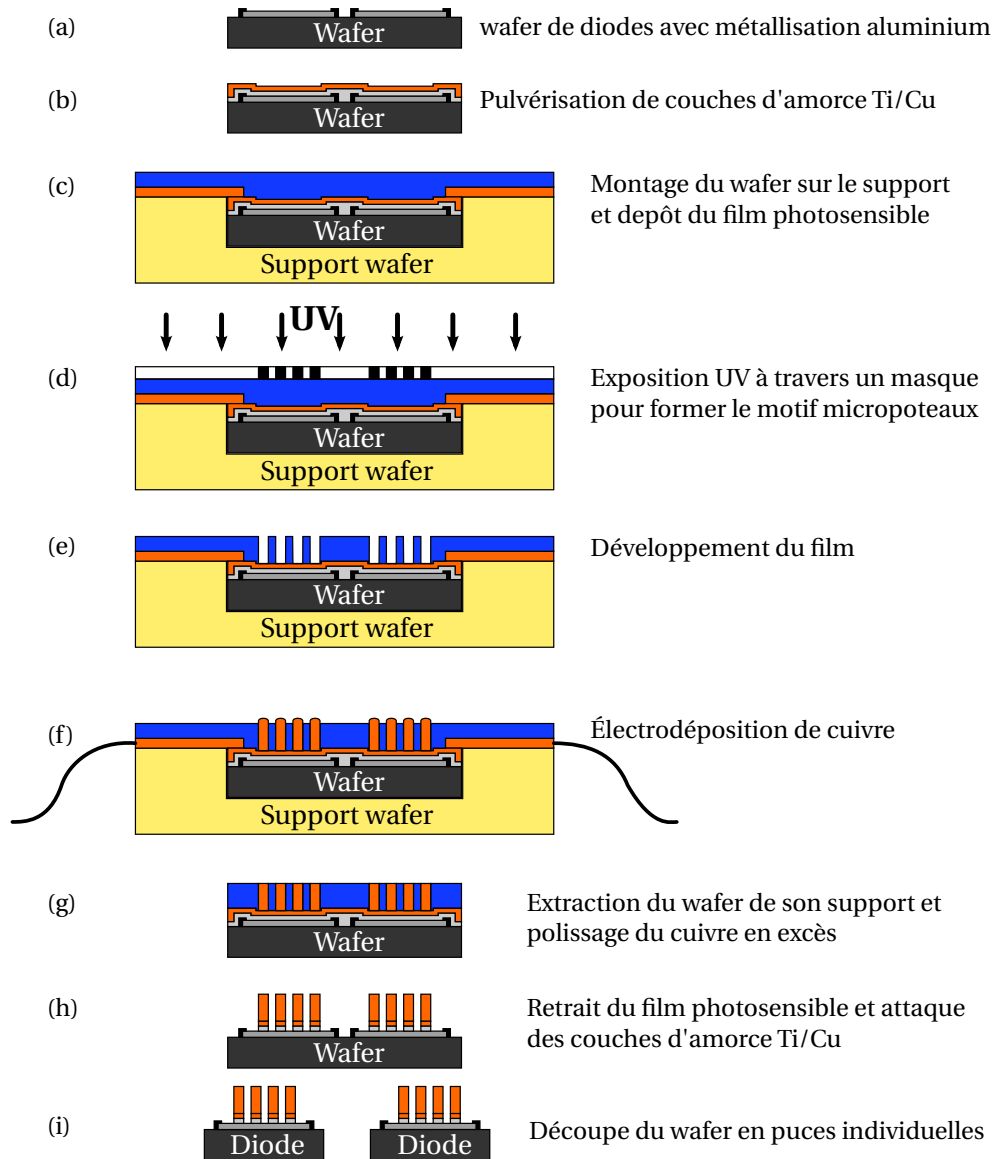 (a)
Wafer
wafer de diodes avec métallisation aluminium
(b)
Wafer
Pulvérisation de couches d'amorce Ti/Cu
(c)
Wafer
Support wafer
Montage du wafer sur le support
et depôt du film photosensible
UV
(d)
Wafer
Support wafer
Exposition UV à travers un masque
pour former le motif micropoteaux
(e)
Wafer
Support wafer
Développement du film
(f)
Wafer
Support wafer
Électrodéposition de cuivre
(g)
Wafer
Extraction du wafer de son support et
polissage du cuivre en excès
(h)
Wafer
Retrait du film photosensible et attaque
des couches d'amorce Ti/Cu
(i)
Diode
Diode
Découpe du wafer en puces individuelles